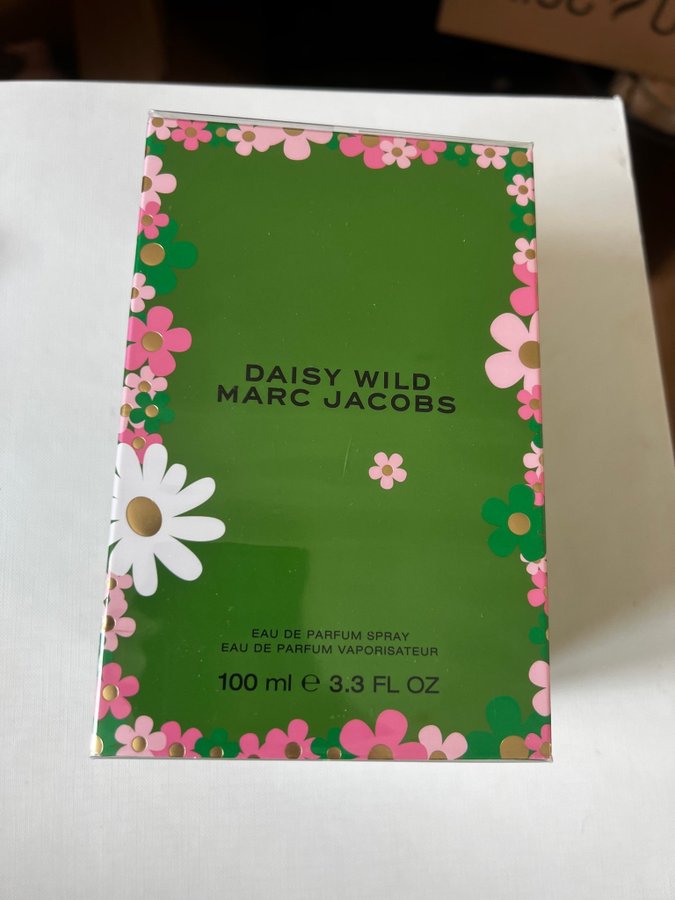 DAISY WILD
MARC JACOBS
EAU DE PARFUM SPRAY
EAU DE PARFUM VAPORISATEUR
100 ml ℮ 3.3 FL OZ